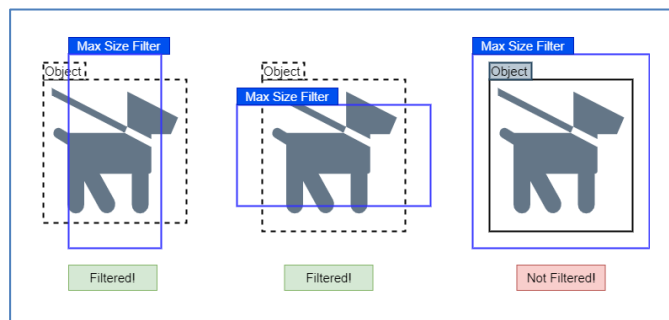 Max Size Filter
Object
Filtered!
Object
Max Size Filter
Filtered!
Max Size Filter
Object
Not Filtered!